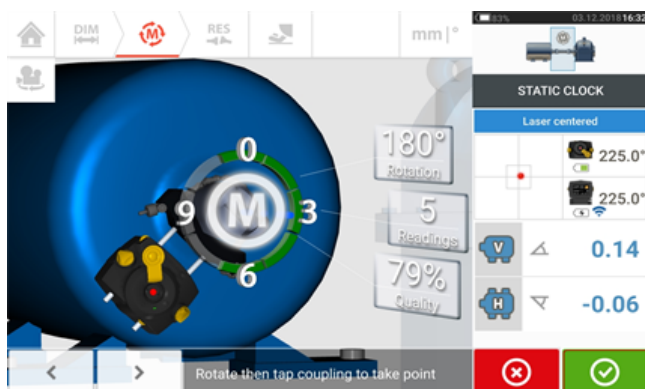 DIM
M
RES
mm|°
83%
03.12.2018 16:32
M
STATIC CLOCK
Laser centered
225.0°
225.0°
V
0.14
H
-0.06
0
9
M
3
6
180°
Rotation
5
Readings
79%
Quality
Rotate then tap coupling to take point